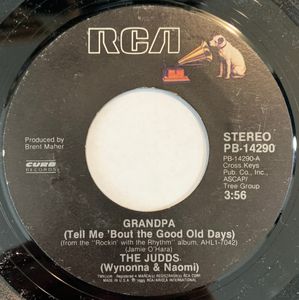 RCA
Produced by
Brent Maher
CURB
RECORDS
STEREO
PB-14290
PB-14290-A
Cross Keys
Pub. Co., Inc.,
ASCAP/
Tree Group
3:56
GRANDPA
(Tell Me 'Bout the Good Old Days)
(from the "Rockin' with the Rhythm" album, AHL1-7042)
(Jamie O'Hara)
THE JUDDS
(Wynonna & Naomi)
MADE IN U.S.A.